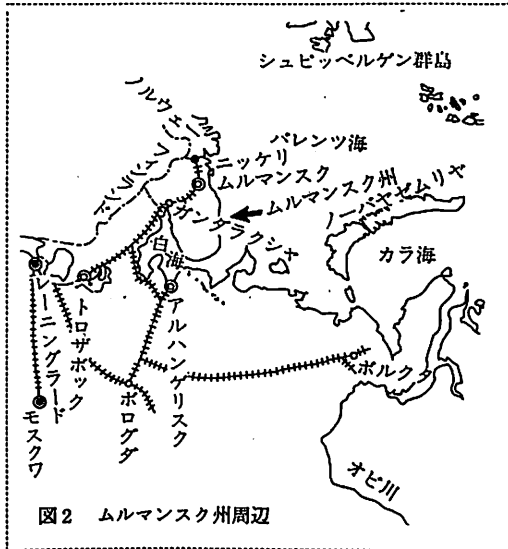 シュピッベルゲン群島
ノルウェー
フィンランド
バレンツ海
ニッケリ
ムルマンスク
ムルマンスク州
ノーバヤゼムリヤ
カンダラクシャ
白海
カラ海
レーニングラード
ペトロザボック
アルハンゲリスク
ボルクタ
ボログダ
モスクワ
オビ川
図2 ムルマンスク州周辺